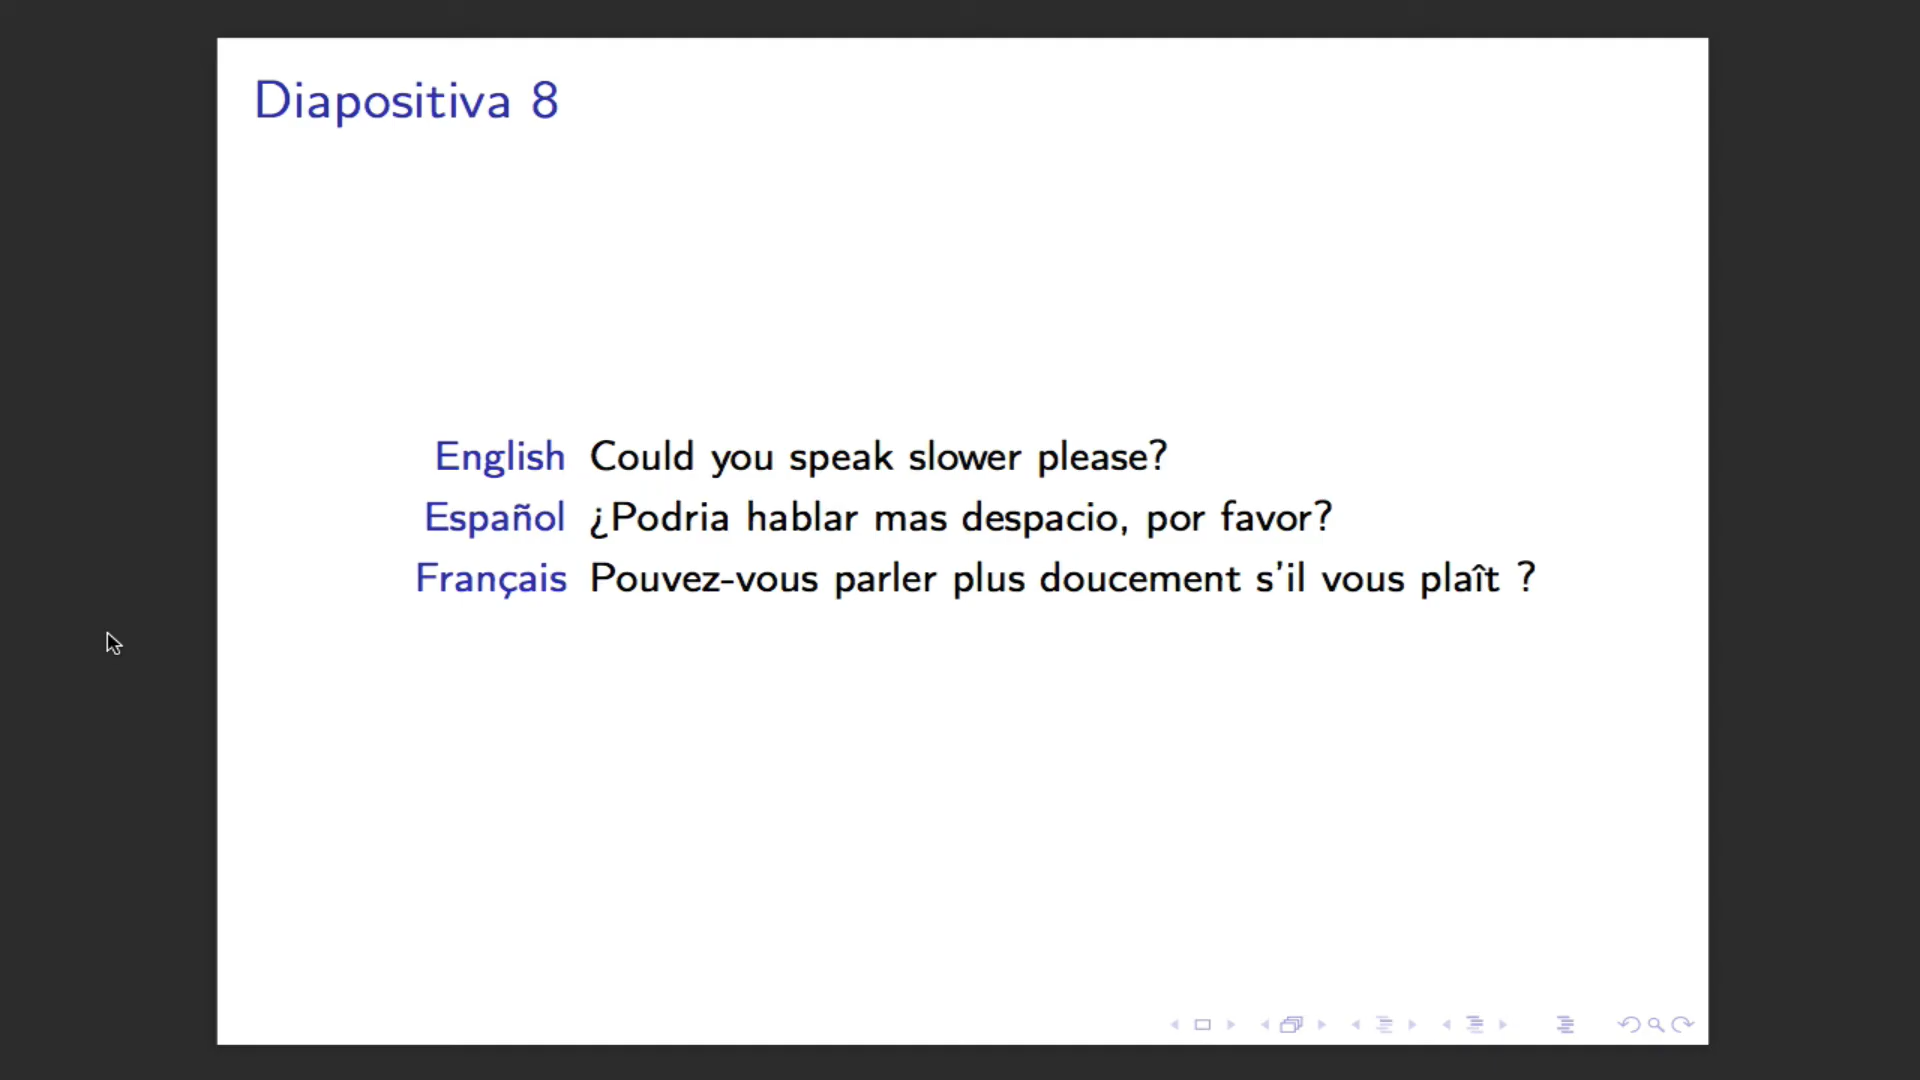 Diapositiva 8
English Could you speak slower please?
Español ¿Podria hablar mas despacio, por favor?
Français Pouvez-vous parler plus doucement s'il vous plaît ?